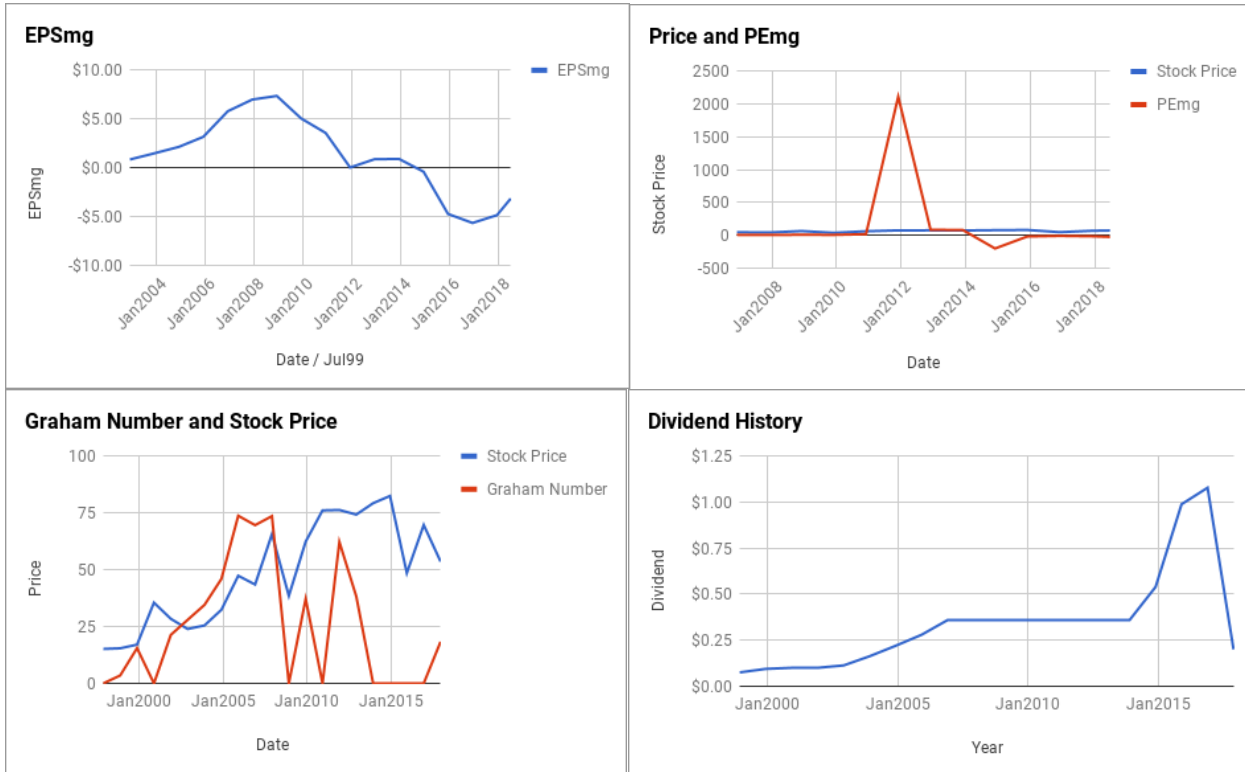 EPSmg
EPSmg
$10.00
$5.00
$0.00
-$5.00
-$10.00
EPSmg
Jan2004
Jan2006
Jan2008
Jan2010
Jan2012
Jan2014
Jan2016
Jan2018
Date / Jul99
Price and PEmg
Stock Price
PEmg
2500
2000
1500
1000
500
0
-500
Stock Price
Jan2008
Jan2010
Jan2012
Jan2014
Jan2016
Jan2018
Date
Graham Number and Stock Price
Stock Price
Graham Number
100
75
50
25
0
Price
Jan2000
Jan2005
Jan2010
Jan2015
Date
Dividend History
$1.25
$1.00
$0.75
$0.50
$0.25
$0.00
Dividend
Jan2000
Jan2005
Jan2010
Jan2015
Year